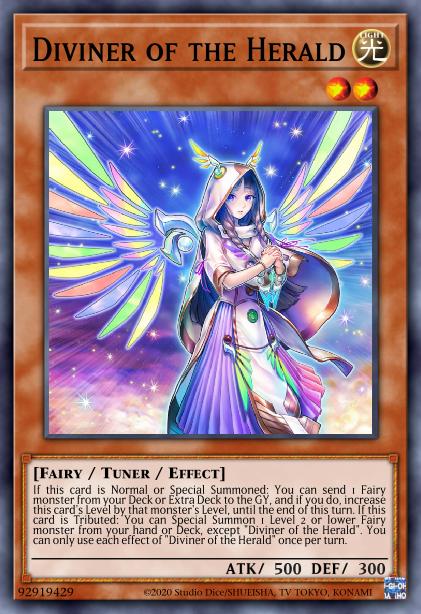 DIVINER OF THE HERALD
LIGHT
光
[FAIRY / TUNER / EFFECT]
If this card is Normal or Special Summoned: You can send 1 Fairy
monster from your Deck or Extra Deck to the GY, and if you do, increase
this card's Level by that monster's Level, until the end of this turn. If this
card is Tributed: You can Special Summon 1 Level 2 or lower Fairy
monster from your hand or Deck, except "Diviner of the Herald". You
can only use each effect of "Diviner of the Herald" once per turn.
ATK/ 500 DEF/ 300
92919429
©2020 Studio Dice/SHUEISHA, TV TOKYO, KONAMI